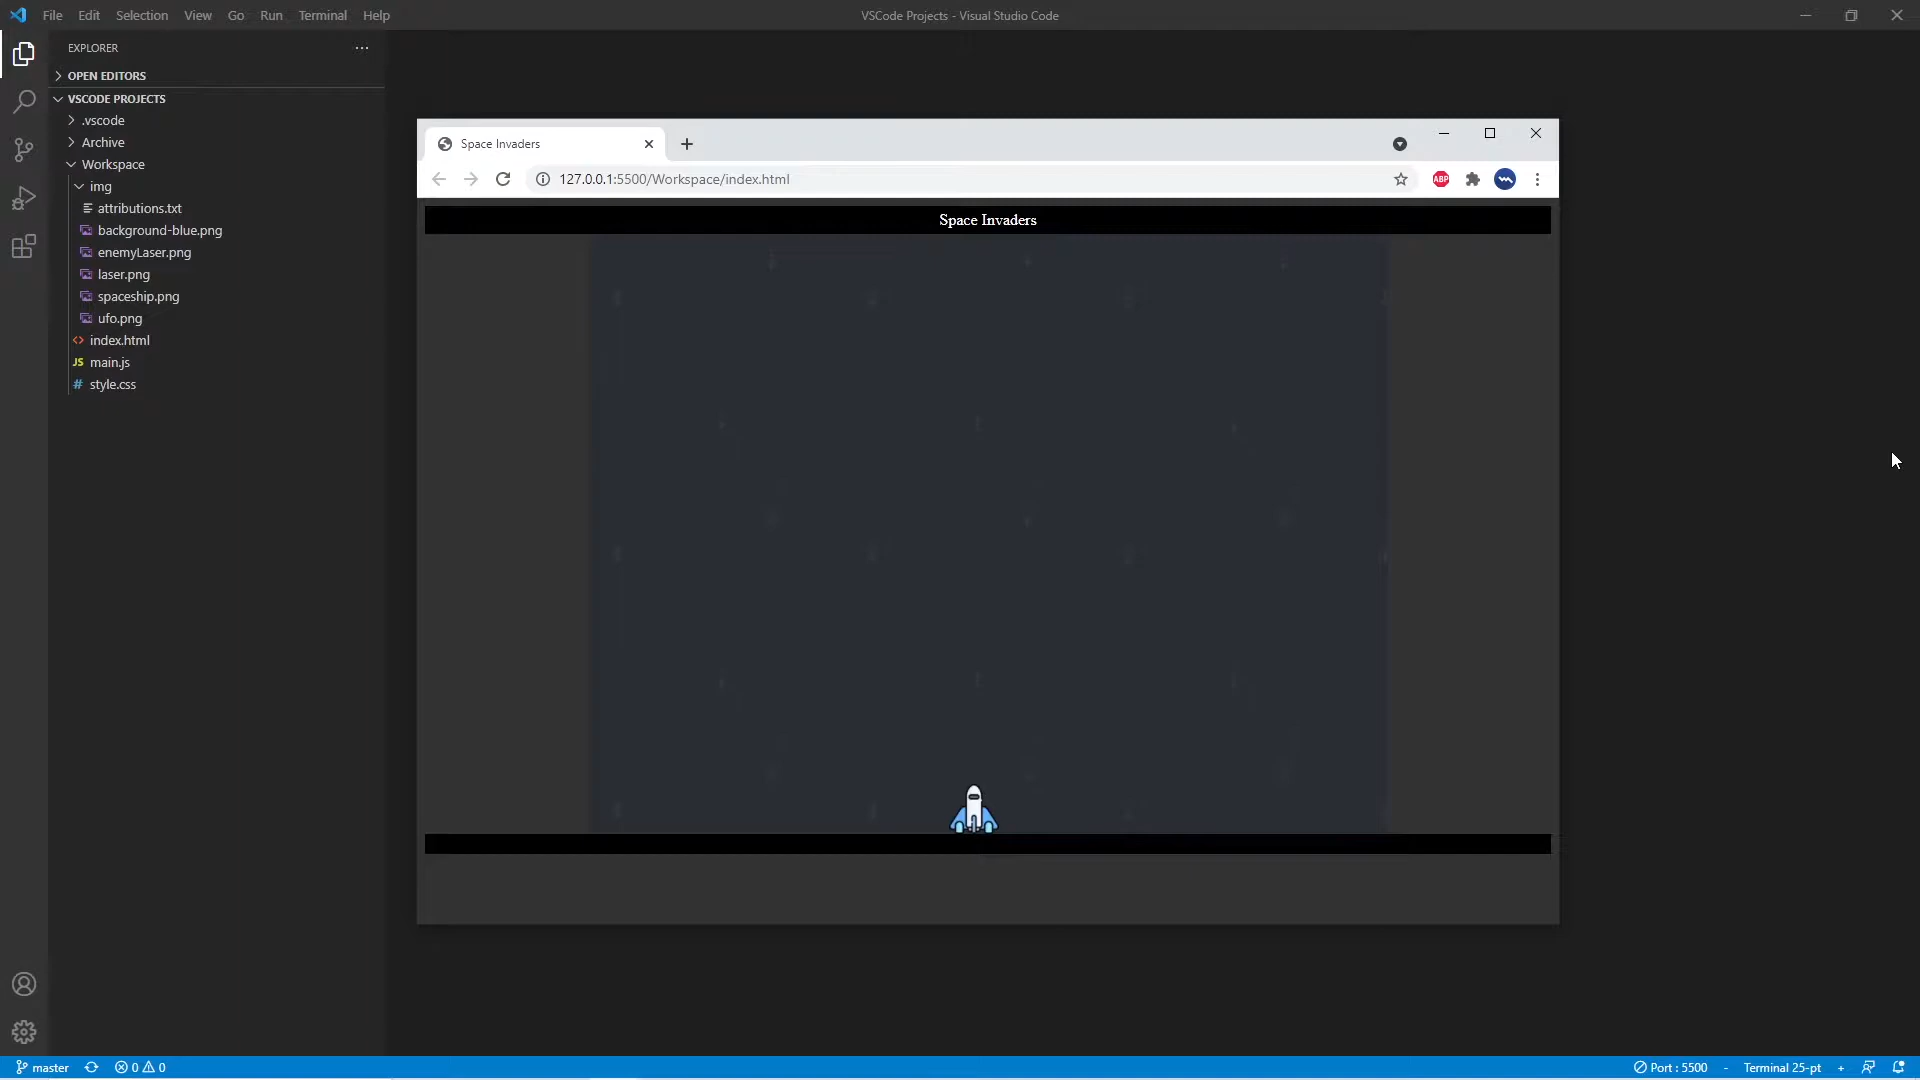 File Edit Selection View Go Run Terminal Help
VSCode Projects - Visual Studio Code
EXPLORER
OPEN EDITORS
VSCODE PROJECTS
.vscode
Archive
Workspace
img
attributions.txt
background-blue.png
enemyLaser.png
laser.png
spaceship.png
ufo.png
index.html
JS main.js
# style.css
Space Invaders
127.0.0.1:5500/Workspace/index.html
ABP
Space Invaders
master 0 0
Port : 5500 - Terminal 25-pt +